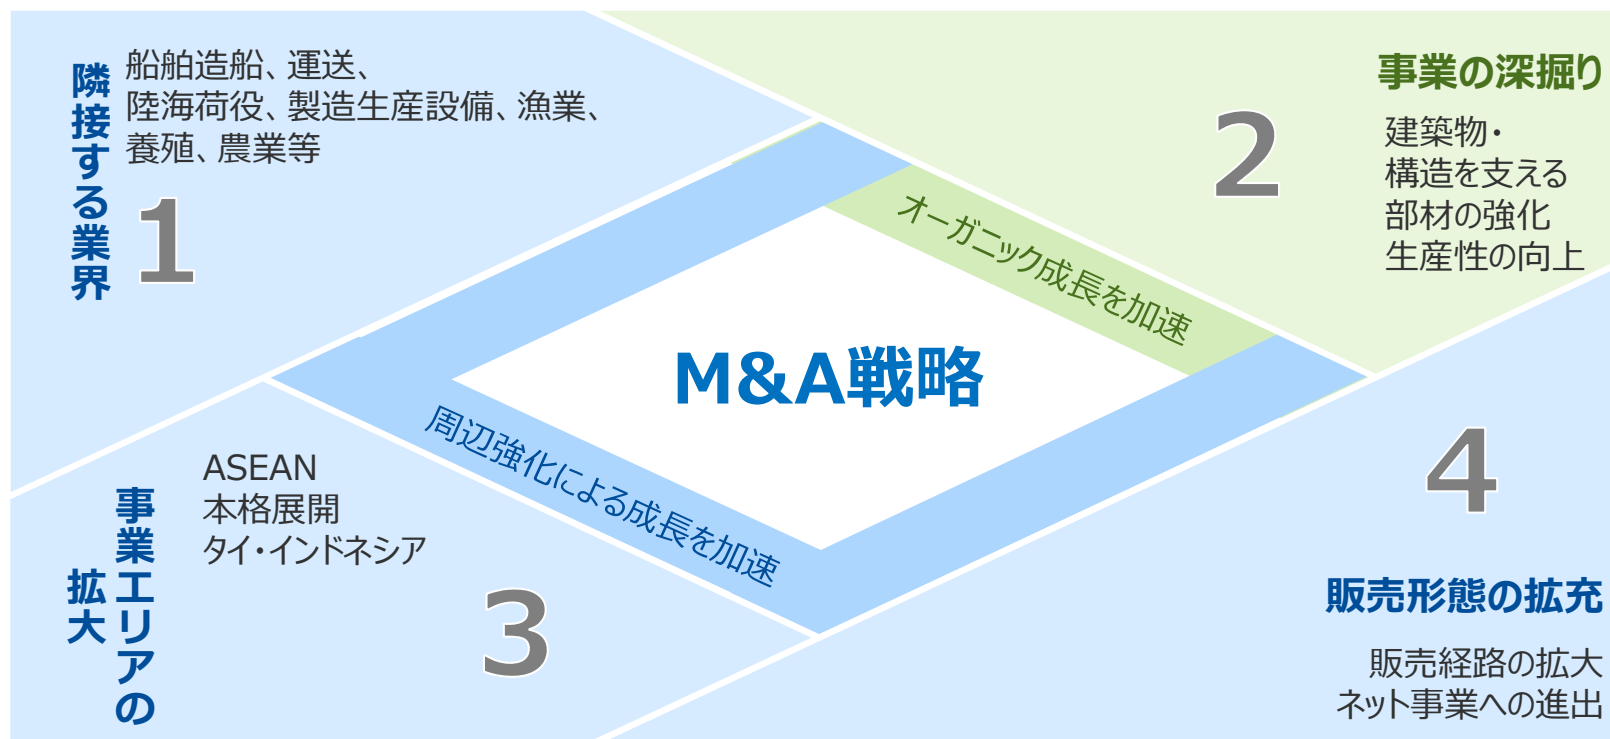 隣接する業界
船舶造船、運送、
陸海荷役、製造生産設備、漁業、
養殖、農業等
1
事業の深掘り
2
建築物・
構造を支える
部材の強化
生産性の向上
オーガニック成長を加速
M&A戦略
周辺強化による成長を加速
事業エリアの
拡大
ASEAN
本格展開
タイ・インドネシア
3
4
販売形態の拡充
販売経路の拡大
ネット事業への進出